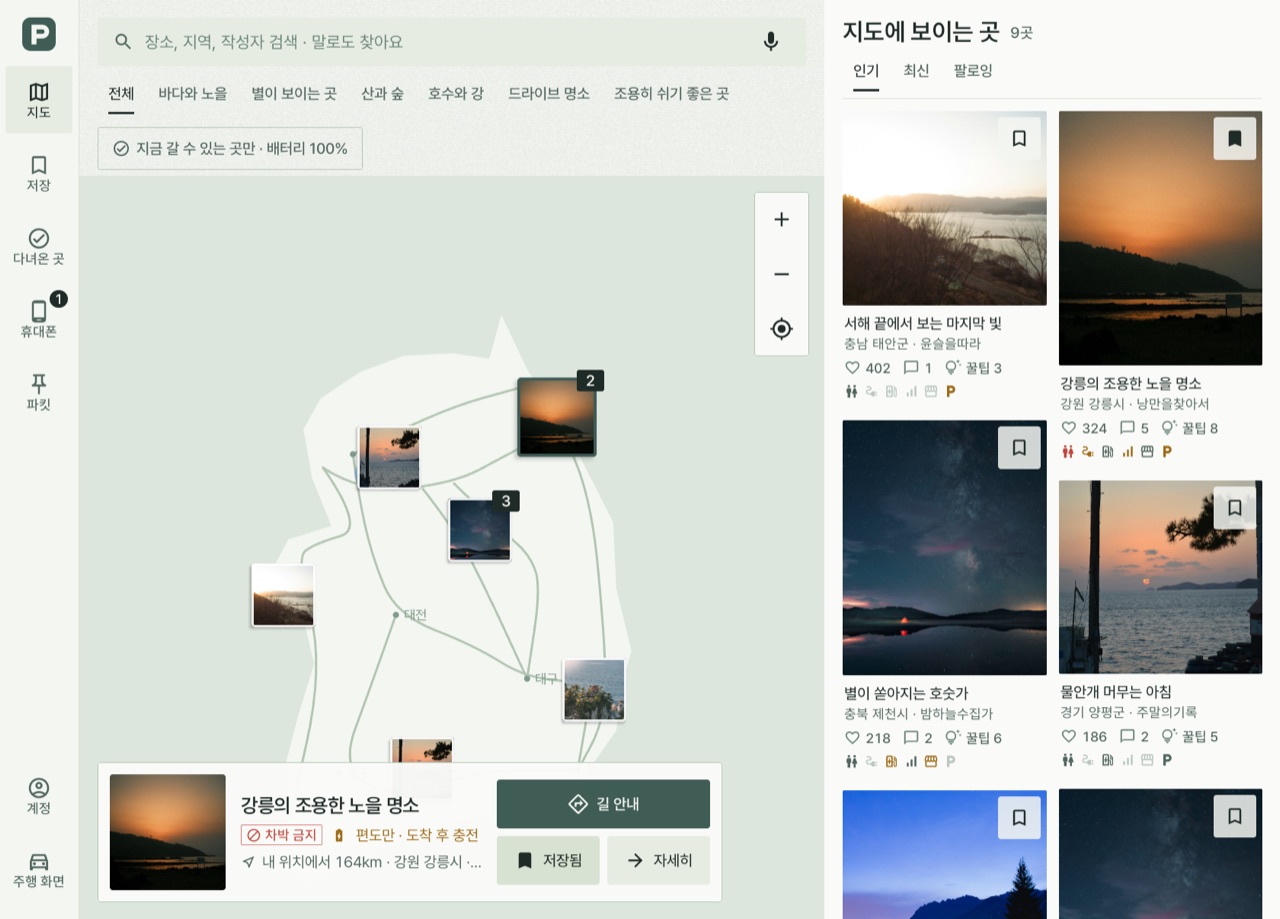 P
지도
저장
다녀온 곳
1
휴대폰
파킷
계정
주행 화면
장소, 지역, 작성자 검색 · 말로도 찾아요
전체 바다와 노을 별이 보이는 곳 산과 숲 호수와 강 드라이브 명소 조용히 쉬기 좋은 곳
지금 갈 수 있는 곳만 · 배터리 100%
2
3
대전
대구
강릉의 조용한 노을 명소
차박 금지 편도만 · 도착 후 충전
내 위치에서 164km · 강원 강릉시 ·...
길 안내
저장됨 자세히
지도에 보이는 곳 9곳
인기 최신 팔로잉
서해 끝에서 보는 마지막 빛
충남 태안군 · 윤슬을따라
402 1 꿀팁 3
P
강릉의 조용한 노을 명소
강원 강릉시 · 낭만을찾아서
324 5 꿀팁 8
P
별이 쏟아지는 호숫가
충북 제천시 · 밤하늘수집가
218 2 꿀팁 6
P
물안개 머무는 아침
경기 양평군 · 주말의기록
186 2 꿀팁 5
P